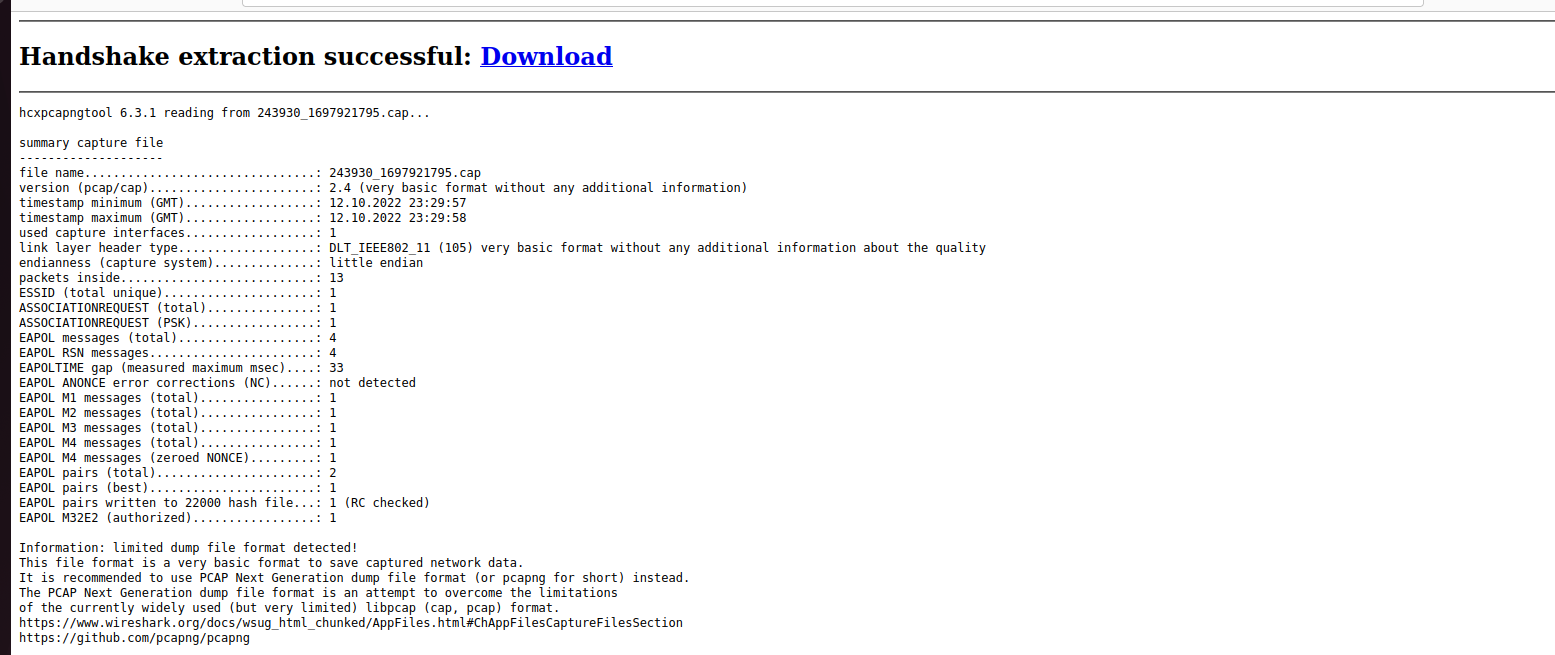 Handshake extraction successful: Download
hcxpcapngtool 6.3.1 reading from 243930_1697921795.cap...
summary capture file
--------------------
file name................................: 243930_1697921795.cap
version (pcap/cap).......................: 2.4 (very basic format without any additional information)
timestamp minimum (GMT)..................: 12.10.2022 23:29:57
timestamp maximum (GMT)..................: 12.10.2022 23:29:58
used capture interfaces..................: 1
link layer header type...................: DLT_IEEE802_11 (105) very basic format without any additional information about the quality
endianness (capture system)..............: little endian
packets inside...........................: 13
ESSID (total unique).....................: 1
ASSOCIATIONREQUEST (total)...............: 1
ASSOCIATIONREQUEST (PSK).................: 1
EAPOL messages (total)...................: 4
EAPOL RSN messages.......................: 4
EAPOLTIME gap (measured maximum msec)....: 33
EAPOL ANONCE error corrections (NC)......: not detected
EAPOL M1 messages (total)................: 1
EAPOL M2 messages (total)................: 1
EAPOL M3 messages (total)................: 1
EAPOL M4 messages (total)................: 1
EAPOL M4 messages (zeroed NONCE).........: 1
EAPOL pairs (total)......................: 2
EAPOL pairs (best).......................: 1
EAPOL pairs written to 22000 hash file...: 1 (RC checked)
EAPOL M32E2 (authorized).................: 1
Information: limited dump file format detected!
This file format is a very basic format to save captured network data.
It is recommended to use PCAP Next Generation dump file format (or pcapng for short) instead.
The PCAP Next Generation dump file format is an attempt to overcome the limitations
of the currently widely used (but very limited) libpcap (cap, pcap) format.
https://www.wireshark.org/docs/wsug_html_chunked/AppFiles.html#ChAppFilesCaptureFilesSection
https://github.com/pcapng/pcapng